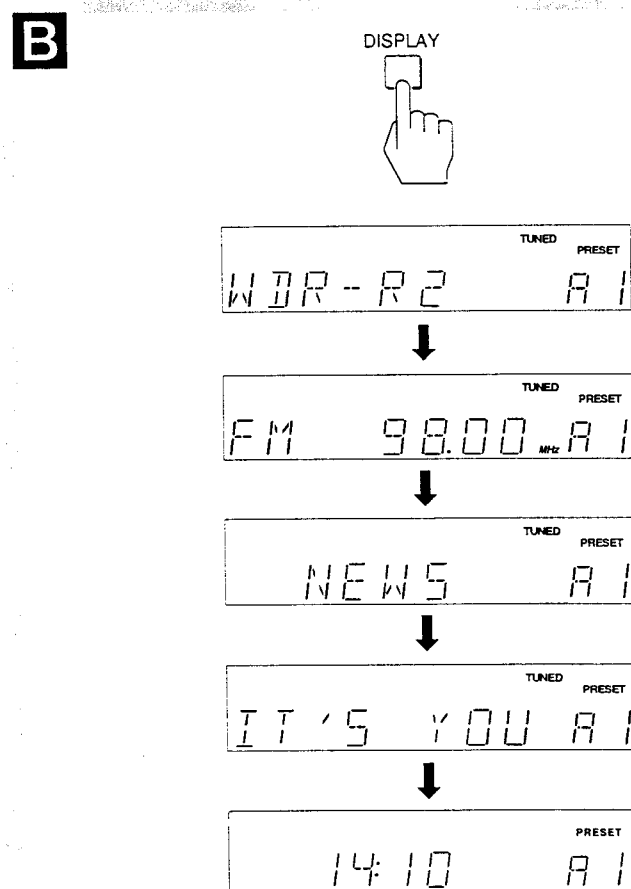 B
DISPLAY
TUNED
PRESET
WDR-R2 A1
TUNED
PRESET
FM 98.00 MHz A1
TUNED
PRESET
NEWS A1
TUNED
PRESET
IT'S YOU A1
PRESET
14:10 A1